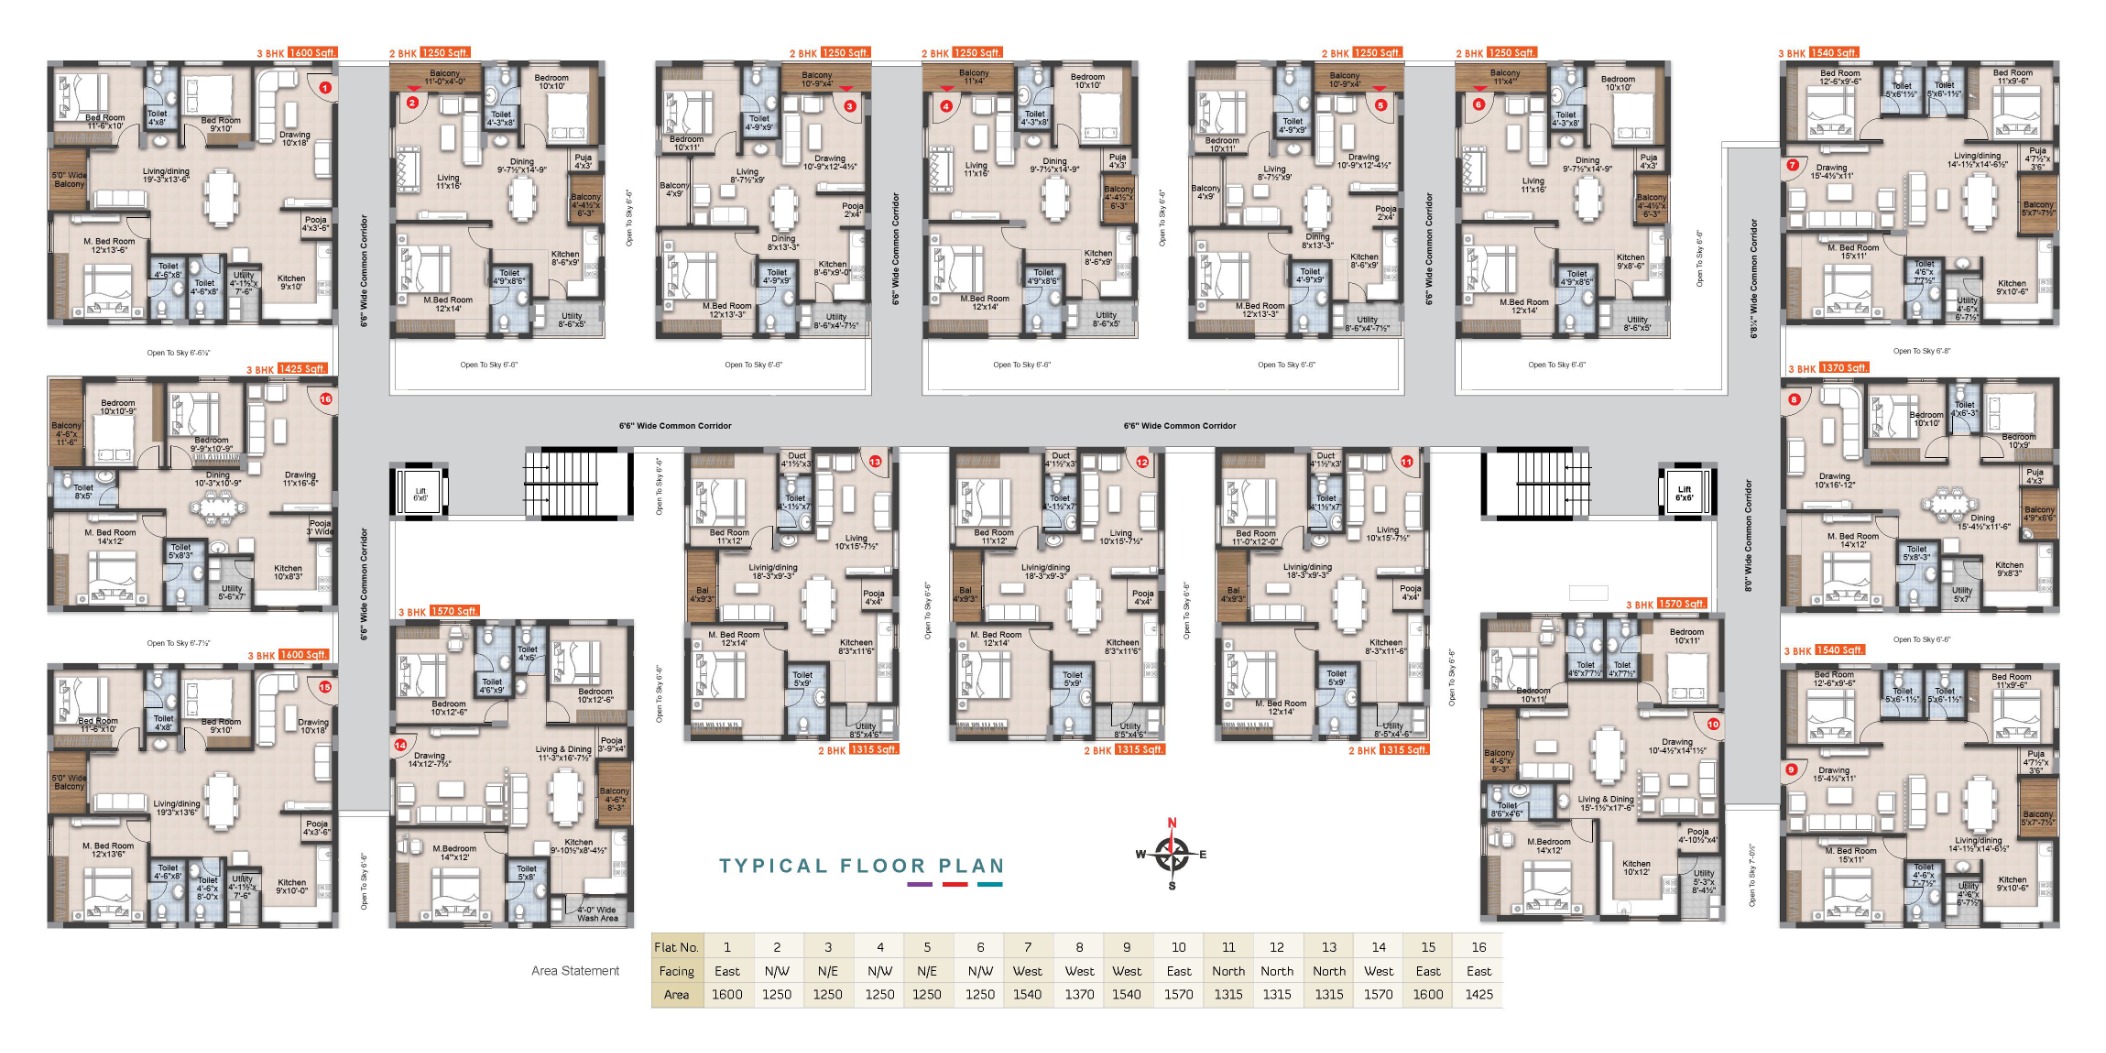 3 BHK 1600 Sqft.
Bed Room
11'-6"x10'
Toilet
4'x8'
Bed Room
9'x10'
1
Drawing
10'x18'
5'0" Wide
Balcony
Living/dining
19'-3"x13'-6"
Pooja
4'x3'-6"
M. Bed Room
12'x13'-6"
Toilet
4'-6"x8'
Toilet
4'-6"x8'
Utility
4'-1½"x
7'-6"
Kitchen
9'x10'
2 BHK 1250 Sqft.
Balcony
11'-0"x4'-0"
2
Toilet
4'-3"x8'
Bedroom
10'x10'
Living
11'x16'
Dining
9'-7½"x14'-9"
Puja
4'x3'
Balcony
4'-4½"x
6'-3"
M.Bed Room
12'x14'
Toilet
4'9"x8'6"
Kitchen
8'-6"x9'
Utility
8'-6"x5'
2 BHK 1250 Sqft.
Bedroom
10'x11'
Toilet
4'-9"x9'
Balcony
10'-9"x4'
3
Drawing
10'-9"x12'-4½"
Balcony
4'x9'
Living
8'-7½"x9'
Pooja
2'x4'
Dining
8'x13'-3"
M.Bed Room
12'x13'-3"
Toilet
4'-9"x9'
Kitchen
8'-6"x9'-0"
Utility
8'-6"x4'-7½"
2 BHK 1250 Sqft.
Balcony
11'x4'
4
Toilet
4'-3"x8'
Bedroom
10'x10'
Living
11'x16'
Dining
9'-7½"x14'-9"
Puja
4'x3'
Balcony
4'-4½"x
6'-3"
M.Bed Room
12'x14'
Toilet
4'9"x8'6"
Kitchen
8'-6"x9'
Utility
8'-6"x5'
2 BHK 1250 Sqft.
Bedroom
10'x11'
Toilet
4'-9"x9'
Balcony
10'-9"x4'
5
Drawing
10'-9"x12'-4½"
Balcony
4'x9'
Living
8'-7½"x9'
Pooja
2'x4'
Dining
8'x13'-3"
M.Bed Room
12'x13'-3"
Toilet
4'-9"x9'
Kitchen
8'-6"x9'
Utility
8'-6"x4'-7½"
2 BHK 1250 Sqft.
Balcony
11'x4"
6
Toilet
4'-3"x8'
Bedroom
10'x10'
Living
11'x16'
Dining
9'-7½"x14'-9"
Puja
4'x3'
Balcony
4'-4½"x
6'-3"
M.Bed Room
12'x14'
Toilet
4'9"x8'6"
Kitchen
9'x8'-6"
Utility
8'-6"x5'
3 BHK 1540 Sqft.
Bed Room
12'-6"x9'-6"
Toilet
5'x6'1½"
Toilet
5'x6'-1½"
Bed Room
11'x9'-6"
7
Drawing
15'-4½"x11'
Living/dining
14'-1½"x14'-6½"
Puja
4'7½"x
3'6"
Balcony
5'x7'-7½"
M. Bed Room
15'x11'
Toilet
4'6"x
7'7½"
Utility
4'-6"x
6'-7½"
Kitchen
9'x10'-6"
6'6" Wide Common Corridor
Open To Sky 6'-6"
6'6" Wide Common Corridor
Open To Sky 6'-6"
6'6" Wide Common Corridor
Open To Sky 6'-6"
6'8¼" Wide Common Corridor
Open To Sky 6'-6½"
Open To Sky 6'-6"
Open To Sky 6'-6"
Open To Sky 6'-6"
Open To Sky 6'-6"
Open To Sky 6'-6"
Open To Sky 6'-8"
6'6" Wide Common Corridor
6'6" Wide Common Corridor
3 BHK 1425 Sqft.
Balcony
4'-6"x
11'-6"
Bedroom
10'x10'-9"
Bedroom
9'-9"x10'-9"
16
Dining
10'-3"x10'-9"
Drawing
11'x16'-6"
Toilet
8'x5'
Pooja
3' Wide
M. Bed Room
14'x12'
Toilet
5'x8'3"
Utility
5'-6"x7'
Kitchen
10'x8'3"
Lift
6'x6'
6'6" Wide Common Corridor
Open To Sky 6'-6"
Duct
4'1½"x3'
13
Toilet
4'-1½"x7'
Bed Room
11'x12'
Living
10'x15'-7½"
Livinig/dining
18'-3"x9'-3"
Bal
4'x9'3"
Pooja
4'x4'
M. Bed Room
12'x14'
Kitcheen
8'3"x11'6"
Toilet
5'x9'
Utility
8'5"x4'6"
2 BHK 1315 Sqft.
Duct
4'1½"x3'
12
Toilet
4'-1½"x7'
Bed Room
11'x12'
Living
10'x15'-7½"
Livinig/dining
18'-3"x9'-3"
Bal
4'x9'3"
Pooja
4'x4'
M. Bed Room
12'x14'
Kitcheen
8'3"x11'6"
Toilet
5'x9'
Utility
8'5"x4'6"
2 BHK 1315 Sqft.
Duct
4'1½"x3'
11
Toilet
4'1½"x7'
Bed Room
11'-0"x12'-0"
Living
10'x15'-7½"
Living/dining
18'-3"x9'-3"
Bal
4'x9'3"
Pooja
4'x4'
M. Bed Room
12'x14'
Kitcheen
8'-3"x11'-6"
Toilet
5'x9'
Utility
8'-5"x4'-6"
2 BHK 1315 Sqft.
Open To Sky 6'-6"
Open To Sky 6'-6"
Open To Sky 6'-6"
Open To Sky 6'-6"
Lift
6'x6'
8'0" Wide Common Corridor
3 BHK 1370 Sqft.
8
Bedroom
10'x10'
Toilet
4'x6'-3"
Bedroom
10'x9'
Drawing
10'x16'-12"
Puja
4'x3'
Dining
15'-4½"x11'-6"
Balcony
4'9"x6'6"
M. Bed Room
14'x12'
Toilet
5'x8'-3"
Utility
5'x7'
Kitchen
9'x8'3"
Open To Sky 6'-7½"
Open To Sky 6'-6"
3 BHK 1600 Sqft.
Bed Room
11'-6"x10'
Toilet
4'x8'
Bed Room
9'x10'
15
Drawing
10'x18'
5'0" Wide
Balcony
Living/dining
19'3"x13'6"
Pooja
4'x3'-6"
M. Bed Room
12'x13'6"
Toilet
4'-6"x8'
Toilet
4'-6"x
8'-0"x
Utility
4'-1½"x
7'-6"
Kitchen
9'x10'-0"
Open To Sky 6'-6"
3 BHK 1570 Sqft.
Bedroom
10'x12'-6"
Toilet
4'6"x9'
Toilet
4'x6'
Bedroom
10'x12'-6"
14
Drawing
14'x12'-7½"
Living & Dining
11'-3"x16'-7½"
Pooja
3'-9"x4'
Balcony
4'-6"x
8'-3"
M.Bedroom
14'"x12'
Toilet
5'x8'
Kitchen
9'-10½"x8'-4½"
4'-0" Wide
Wash Area
3 BHK 1570 Sqft.
Bedroom
10'x11'
Toilet
4'6"x7'7½"
Toilet
4'x7'7½"
Bedroom
10'x11'
10
Drawing
10'-4½"x14'1½"
Balcony
4'-6"x
9'-3"
Living & Dining
15'-1½"x17'-6"
Toilet
8'6"x4'6"
M.Bedroom
14'x12'
Kitchen
10'x12'
Pooja
4'-10½"x4'
Utility
5'-3"x
8'-4½"
Open To Sky 7'-0½"
3 BHK 1540 Sqft.
Bed Room
12'-6"x9'-6"
Toilet
5'x6'-1½"
Toilet
5'x6'-1½"
Bed Room
11'x9'-6"
9
Drawing
15'-4½"x11'
Puja
4'7½"x
3'6"
Balcony
5'x7'-7½"
Living/dining
14'-1½"x14'-6½"
M. Bed Room
15'x11'
Toilet
4'-6"x
7'-7½"
Utility
4'-6"x
6'-7½"
Kitchen
9'x10'-6"
TYPICAL FLOOR PLAN
N
W E
S
Area Statement
Flat No. 1 2 3 4 5 6 7 8 9 10 11 12 13 14 15 16
Facing East N/W N/E N/W N/E N/W West West West East North North North West East East
Area 1600 1250 1250 1250 1250 1250 1540 1370 1540 1570 1315 1315 1315 1570 1600 1425